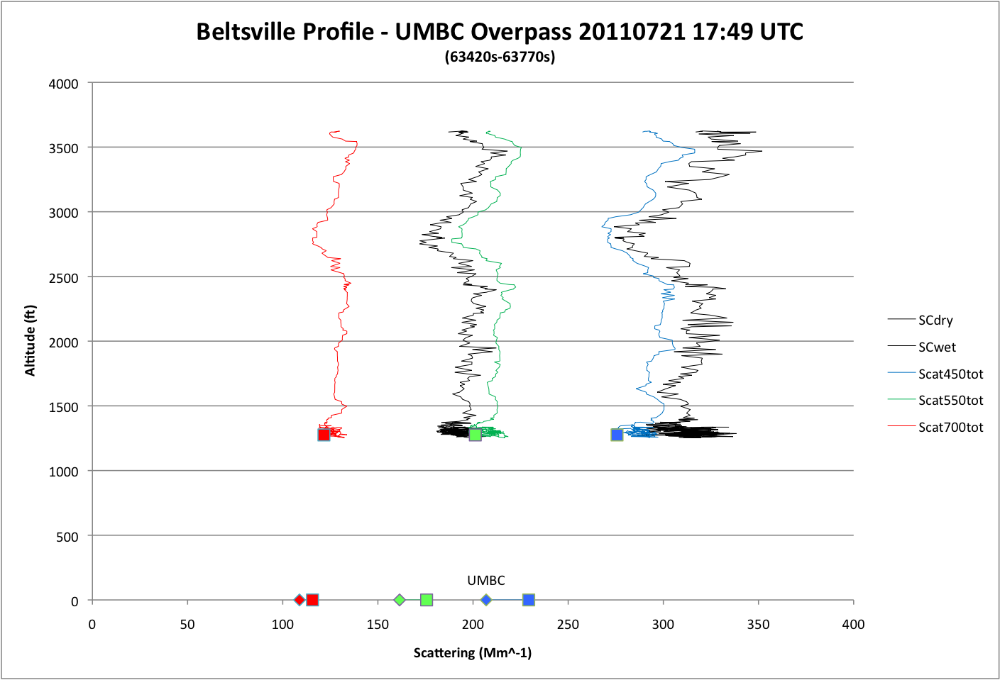 Beltsville Profile - UMBC Overpass 20110721 17:49 UTC
(63420s-63770s)
4000
3500
3000
2500
2000
1500
1000
500
0
Altitude (ft)
SCdry
SCwet
Scat450tot
Scat550tot
Scat700tot
UMBC
0 50 100 150 200 250 300 350 400
Scattering (Mm^-1)